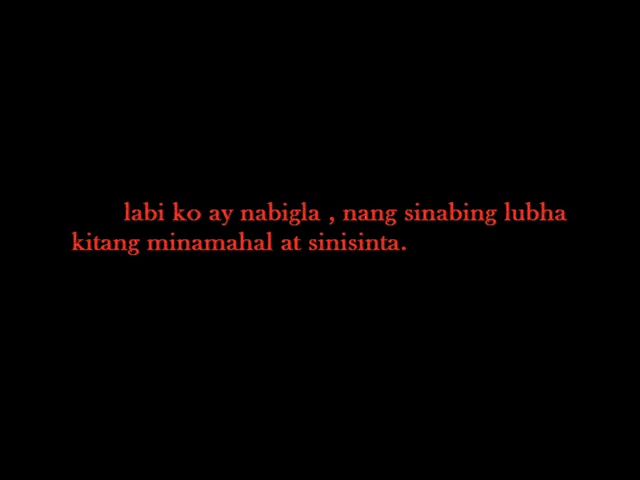 labi ko ay nabigla , nang sinabing lubha
kitang minamahal at sinisinta.